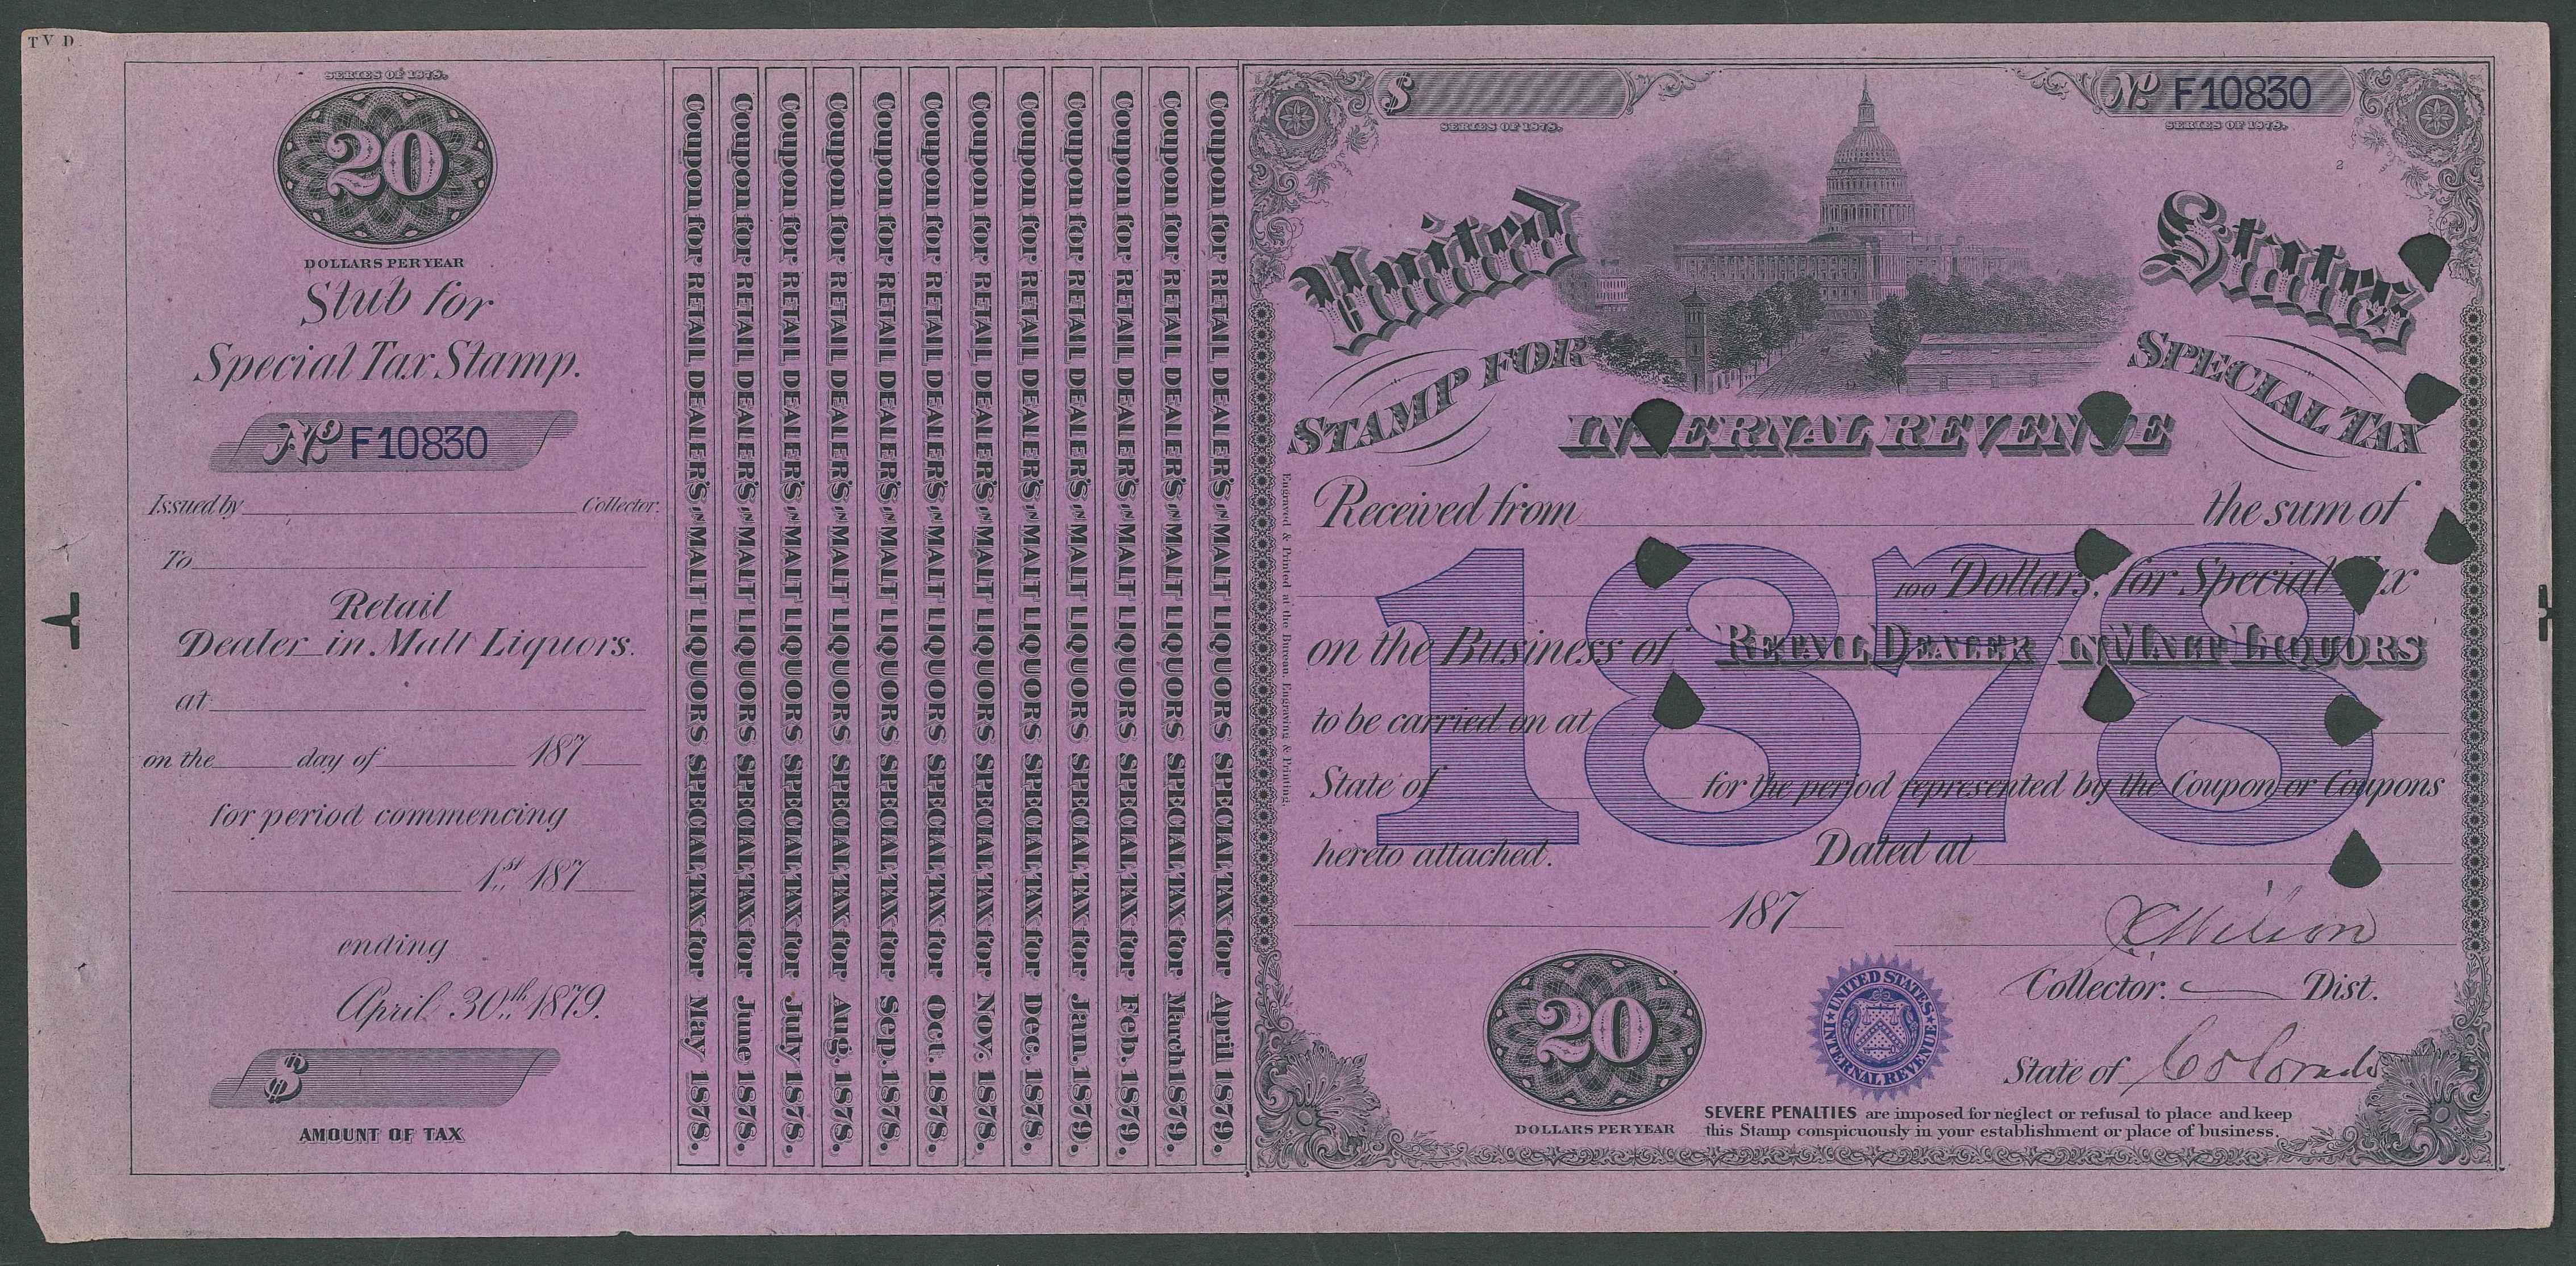 T V D
SERIES OF 1878.
20
DOLLARS PER YEAR
Stub for
Special Tax Stamp.
No. F10830
Issued by Collector.
To
Retail
Dealer in Malt Liquors.
at
on the day of 187
for period commencing
1st 187
ending
April 30th 1879.
$
AMOUNT OF TAX
Coupon for RETAIL DEALER'S IN MALT LIQUORS SPECIAL TAX for May 1878.
Coupon for RETAIL DEALER'S IN MALT LIQUORS SPECIAL TAX for June 1878.
Coupon for RETAIL DEALER'S IN MALT LIQUORS SPECIAL TAX for July 1878.
Coupon for RETAIL DEALER'S IN MALT LIQUORS SPECIAL TAX for Aug. 1878.
Coupon for RETAIL DEALER'S IN MALT LIQUORS SPECIAL TAX for Sep. 1878.
Coupon for RETAIL DEALER'S IN MALT LIQUORS SPECIAL TAX for Oct. 1878.
Coupon for RETAIL DEALER'S IN MALT LIQUORS SPECIAL TAX for Nov. 1878.
Coupon for RETAIL DEALER'S IN MALT LIQUORS SPECIAL TAX for Dec. 1878.
Coupon for RETAIL DEALER'S IN MALT LIQUORS SPECIAL TAX for Jan. 1879.
Coupon for RETAIL DEALER'S IN MALT LIQUORS SPECIAL TAX for Feb. 1879.
Coupon for RETAIL DEALER'S IN MALT LIQUORS SPECIAL TAX for March 1879.
Coupon for RETAIL DEALER'S IN MALT LIQUORS SPECIAL TAX for April 1879.
$
SERIES OF 1878.
No. F10830
SERIES OF 1878.
2
United States
STAMP FOR SPECIAL TAX
INTERNAL REVENUE
Engraved & Printed at the Bureau, Engraving & Printing.
Received from the sum of
100 Dollars, for Special Tax
1878
on the Business of RETAIL DEALER IN MALT LIQUORS
to be carried on at
State of for the period represented by the Coupon or Coupons
hereto attached. Dated at
187
Wilson
Collector. Dist.
State of Colorado
20
DOLLARS PER YEAR
UNITED STATES INTERNAL REVENUE
SEVERE PENALTIES are imposed for neglect or refusal to place and keep
this Stamp conspicuously in your establishment or place of business.